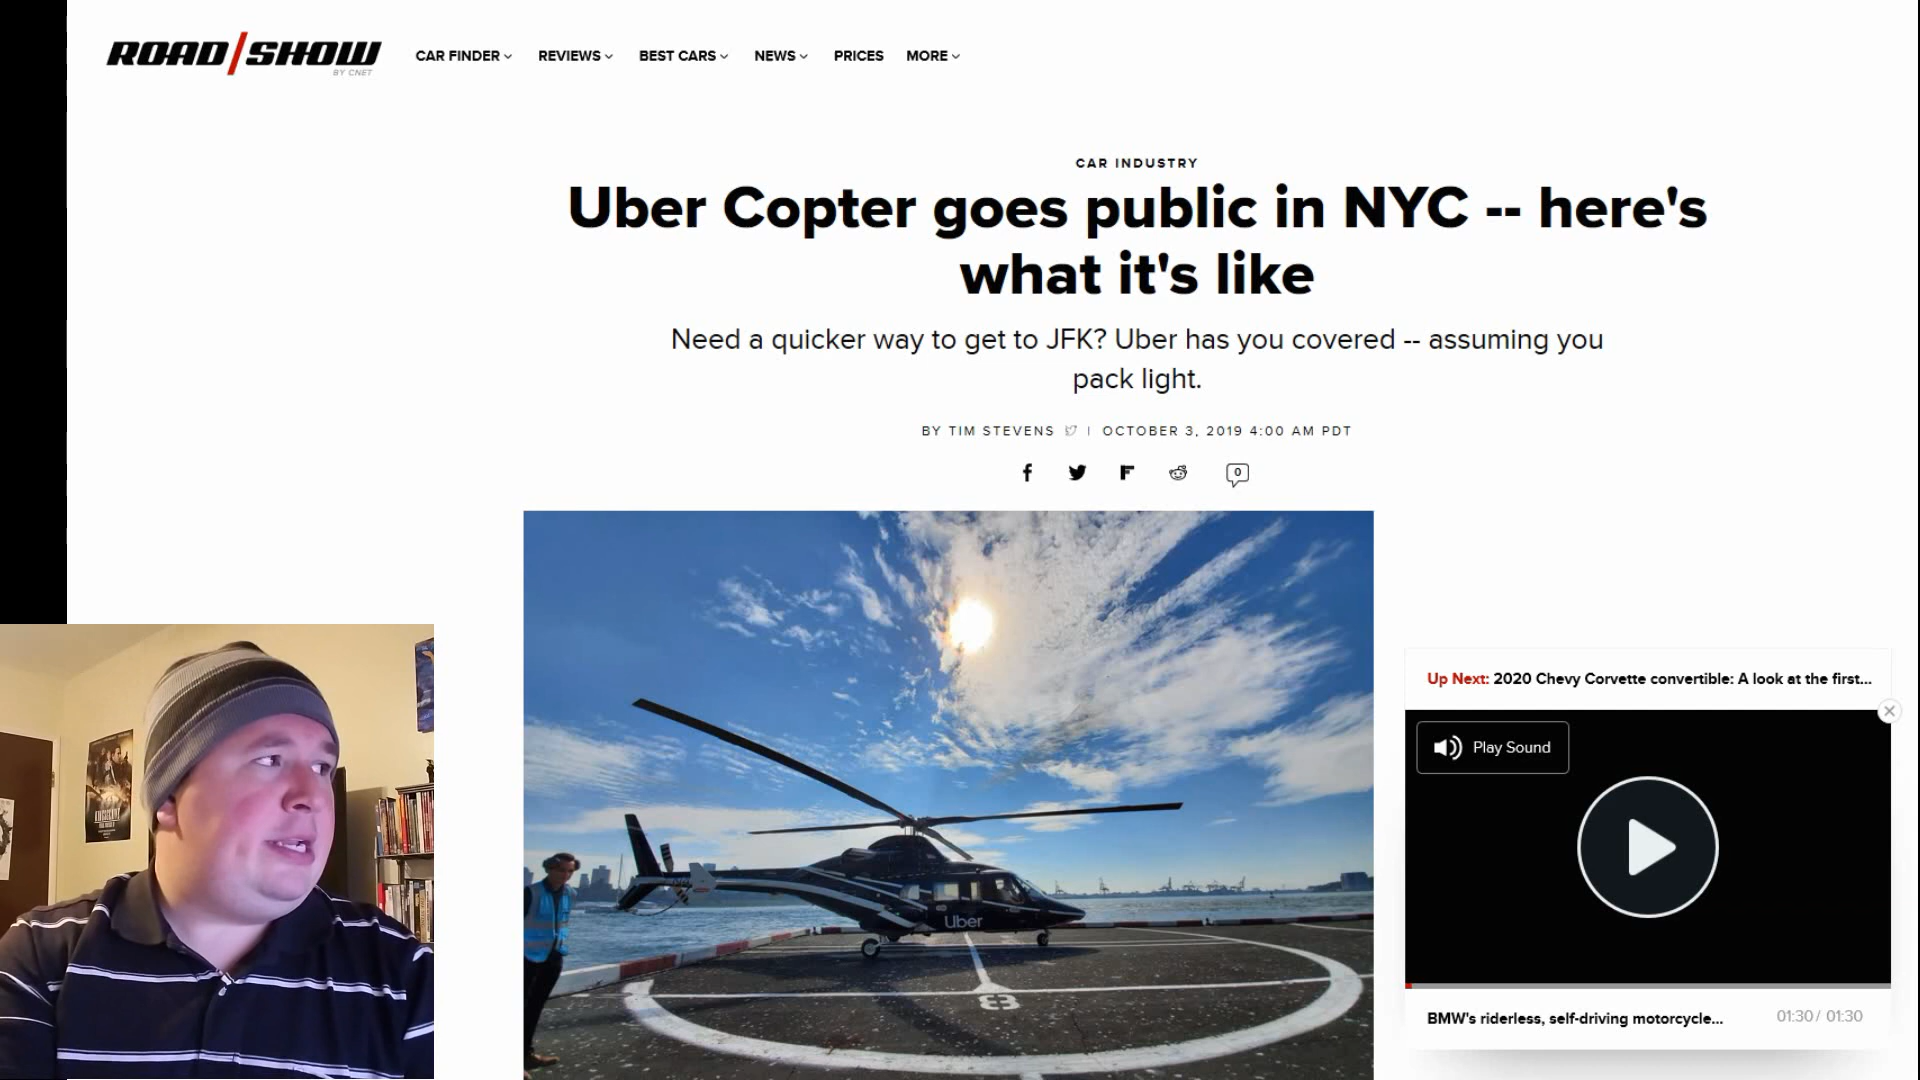 ROAD/SHOW
BY CNET
CAR FINDER
REVIEWS
BEST CARS
NEWS
PRICES
MORE
CAR INDUSTRY
Uber Copter goes public in NYC -- here's
what it's like
Need a quicker way to get to JFK? Uber has you covered -- assuming you
pack light.
BY TIM STEVENS | OCTOBER 3, 2019 4:00 AM PDT
0
Uber
8
Up Next: 2020 Chevy Corvette convertible: A look at the first...
Play Sound
BMW's riderless, self-driving motorcycle...
01:30 / 01:30